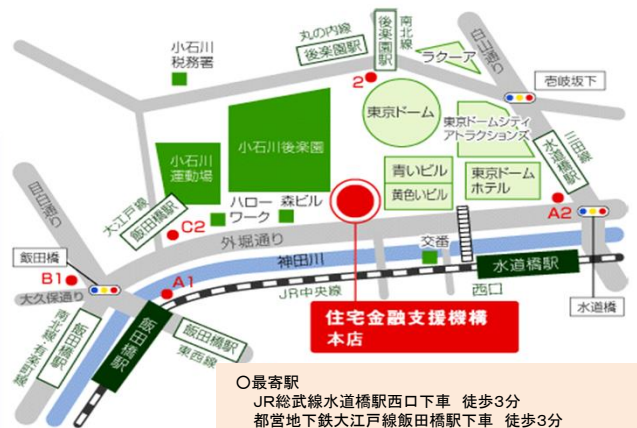 丸の内線
後楽園駅
後楽園駅
南北線
白山通り
小石川
税務署
ラクーア
2
壱岐坂下
東京ドーム
東京ドームシティ
アトラクションズ
小石川後楽園
小石川
運動場
三田線
水道橋駅
青いビル
黄色いビル
東京ドーム
ホテル
目白通り
大江戸線
飯田橋駅
C2
ハロー
ワーク
森ビル
A2
外堀通り
飯田橋
神田川
交番
水道橋駅
B1
A1
大久保通り
JR中央線
西口
水道橋
南北線・有楽町線
飯田橋駅
飯田橋駅
飯田橋駅
東西線
住宅金融支援機構
本店
〇最寄駅
JR総武線水道橋駅西口下車 徒歩3分
都営地下鉄大江戸線飯田橋駅下車 徒歩3分